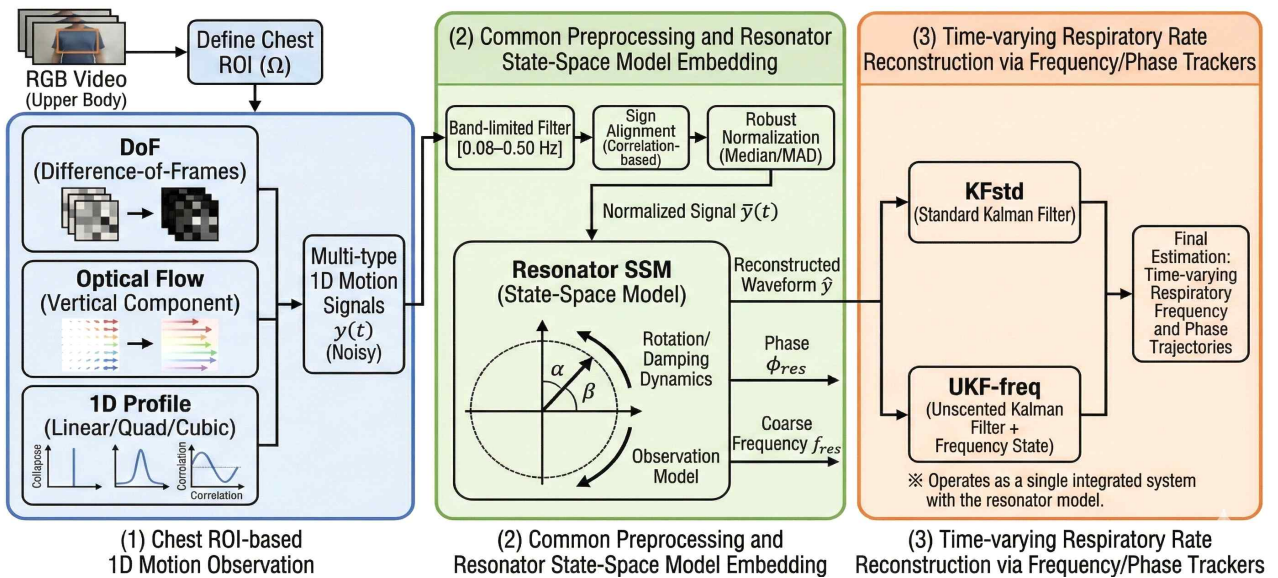 RGB Video
(Upper Body)
Define Chest
ROI (Ω)
DoF
(Difference-of-Frames)
Optical Flow
(Vertical Component)
1D Profile
(Linear/Quad/Cubic)
Collapose
Corrolation
Correlation
Multi-type
1D Motion
Signals
y(t)
(Noisy)
(1) Chest ROI-based
1D Motion Observation
(2) Common Preprocessing and Resonator
State-Space Model Embedding
Band-limited Filter
[0.08–0.50 Hz]
Sign
Alignment
(Correlation-
based)
Robust
Normalization
(Median/MAD)
Normalized Signal ȳ(t)
Resonator SSM
(State-Space Model)
α
β
Rotation/
Damping
Dynamics
Observation
Model
Reconstructed
Waveform ŷ
Phase
ϕres
Coarse
Frequency fres
(2) Common Preprocessing and
Resonator State-Space Model Embedding
(3) Time-varying Respiratory Rate
Reconstruction via Frequency/Phase Trackers
KFstd
(Standard Kalman Filter)
UKF-freq
(Unscented Kalman
Filter +
Frequency State)
※ Operates as a single integrated system
with the resonator model.
Final
Estimation:
Time-varying
Respiratory
Frequency
and Phase
Trajectories
(3) Time-varying Respiratory Rate
Reconstruction via Frequency/Phase Trackers